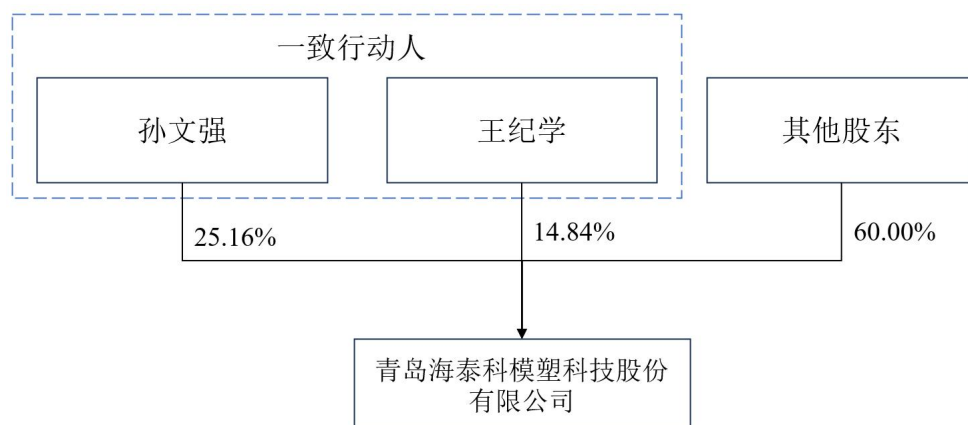 一致行动人
孙文强
王纪学
其他股东
25.16%
14.84%
60.00%
青岛海泰科模塑科技股份
有限公司